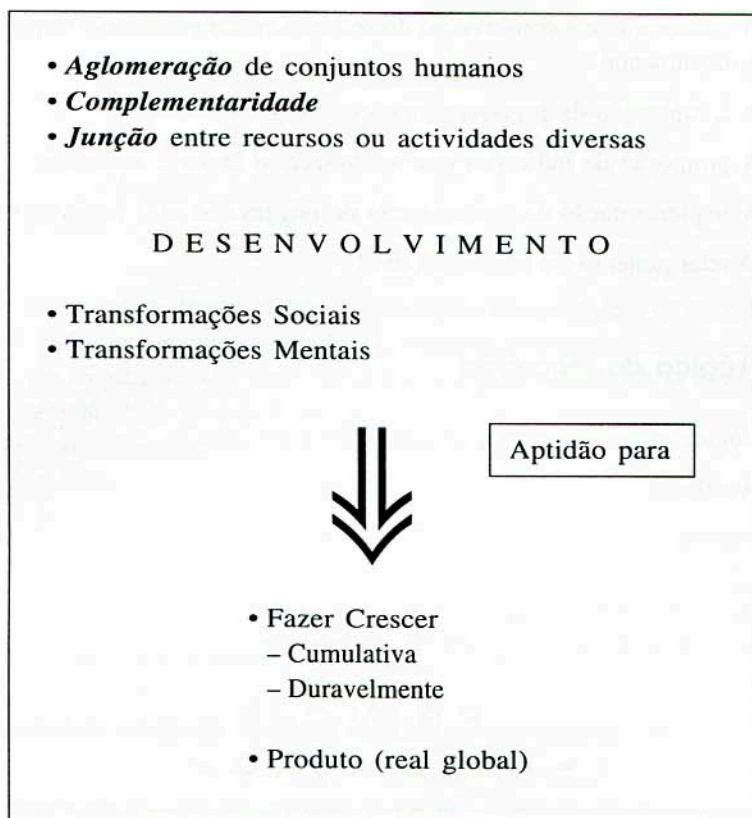 • Aglomeração de conjuntos humanos
• Complementaridade
• Junção entre recursos ou actividades diversas
DESENVOLVIMENTO
• Transformações Sociais
• Transformações Mentais
Aptidão para
• Fazer Crescer
– Cumulativa
– Duravelmente
• Produto (real global)